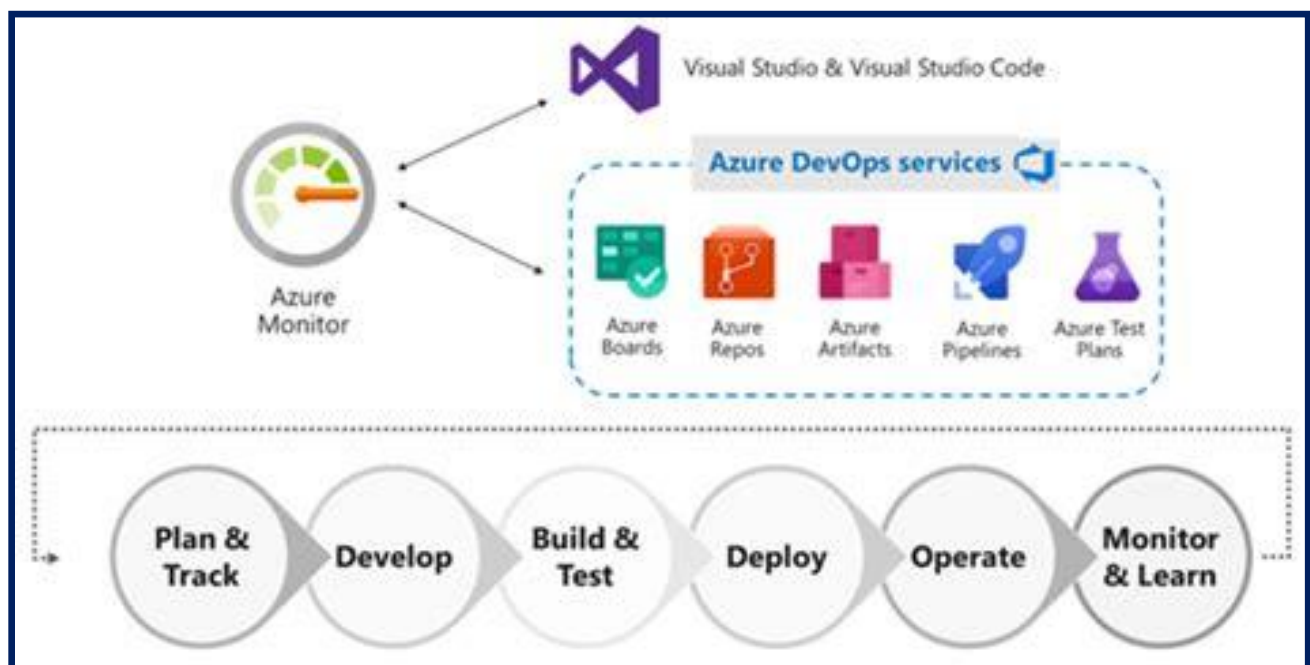 Visual Studio & Visual Studio Code
Azure DevOps services
Azure
Monitor
Azure
Boards
Azure
Repos
Azure
Artifacts
Azure
Pipelines
Azure Test
Plans
Plan &
Track
Develop
Build &
Test
Deploy
Operate
Monitor
& Learn